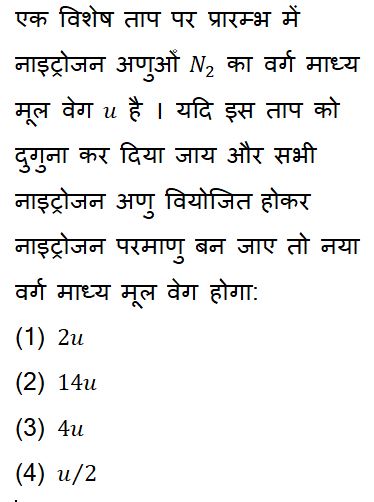 एक विशेष ताप पर प्रारम्भ में
नाइट्रोजन अणुओं N₂ का वर्ग माध्य
मूल वेग u है । यदि इस ताप को
दुगुना कर दिया जाय और सभी
नाइट्रोजन अणु वियोजित होकर
नाइट्रोजन परमाणु बन जाए तो नया
वर्ग माध्य मूल वेग होगा:
(1) 2u
(2) 14u
(3) 4u
(4) u/2